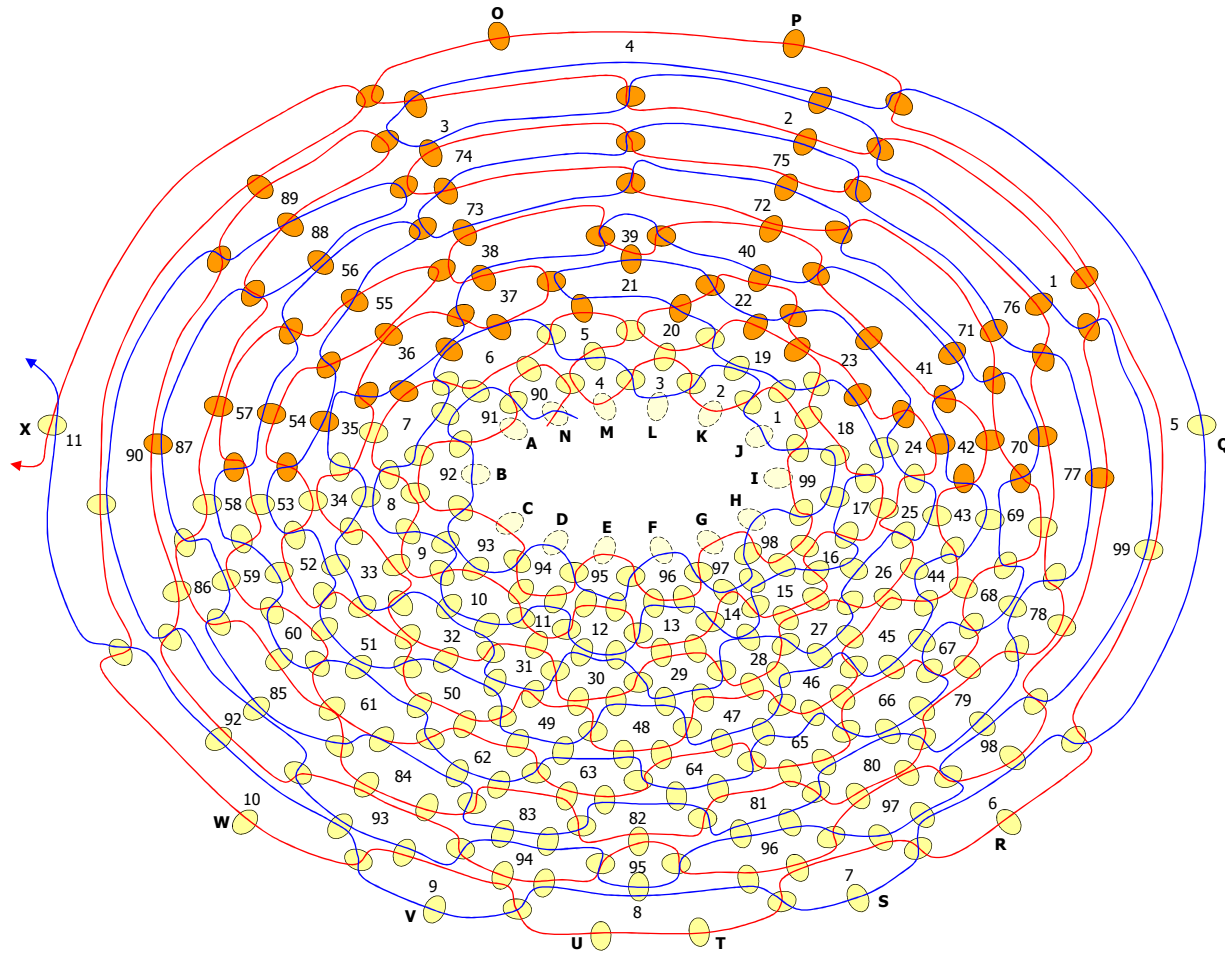 O P
4
3 2
74 75
89 73 72
88 38 39 40
56 37 21 22 1
55 5 20 76
36 6 19 23 71
90 4 3 2 41
57 54 35 7 91 N M L K 1 18
X 11 A J 24 42 70 5 Q
90 87 92 B I 99 77
58 53 34 8 C H 17 25 43 69
D E F G
52 9 93 94 95 96 97 98 16 99
86 59 33 10 26 44 68
11 12 13 14 15 78
60 51 32 27 45 67
31 30 29 28 46
85 61 50 66 79
92 49 48 47 65 98
62 63 64 80
84 81 97 6
W 10 93 83 82 96 R
94 95 7
9 8 S
V U T